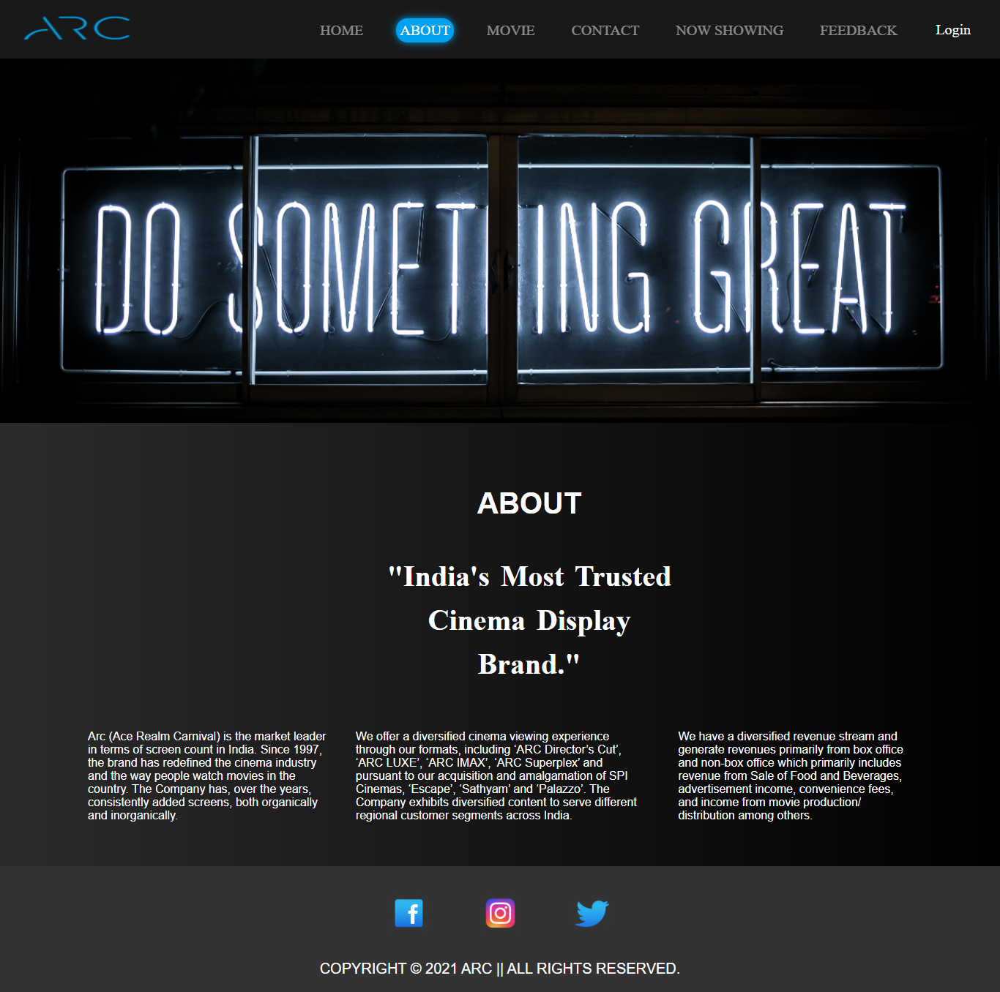 ARC
HOME ABOUT MOVIE CONTACT NOW SHOWING FEEDBACK Login
DO SOMETHING GREAT
ABOUT
"India's Most Trusted
Cinema Display
Brand."
Arc (Ace Realm Carnival) is the market leader
in terms of screen count in India. Since 1997,
the brand has redefined the cinema industry
and the way people watch movies in the
country. The Company has, over the years,
consistently added screens, both organically
and inorganically.
We offer a diversified cinema viewing experience
through our formats, including ‘ARC Director’s Cut’,
‘ARC LUXE’, ‘ARC IMAX’, ‘ARC Superplex’ and
pursuant to our acquisition and amalgamation of SPI
Cinemas, ‘Escape’, ‘Sathyam’ and ‘Palazzo’. The
Company exhibits diversified content to serve different
regional customer segments across India.
We have a diversified revenue stream and
generate revenues primarily from box office
and non-box office which primarily includes
revenue from Sale of Food and Beverages,
advertisement income, convenience fees,
and income from movie production/
distribution among others.
COPYRIGHT © 2021 ARC || ALL RIGHTS RESERVED.